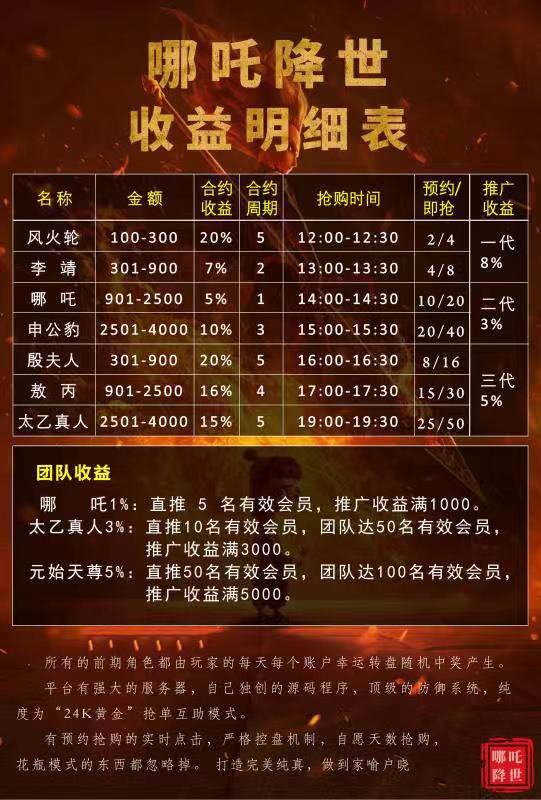 哪吒降世
收益明细表
名称 金额 合约收益 合约周期 抢购时间 预约/即抢 推广收益
风火轮 100-300 20% 5 12:00-12:30 2/4 一代8%
李靖 301-900 7% 2 13:00-13:30 4/8
哪吒 901-2500 5% 1 14:00-14:30 10/20 二代3%
申公豹 2501-4000 10% 3 15:00-15:30 20/40
殷夫人 301-900 20% 5 16:00-16:30 8/16 三代5%
敖丙 901-2500 16% 4 17:00-17:30 15/30
太乙真人 2501-4000 15% 5 19:00-19:30 25/50
团队收益
哪吒1%：直推 5 名有效会员，推广收益满1000。
太乙真人3%：直推10名有效会员，团队达50名有效会员，
推广收益满3000。
元始天尊5%：直推50名有效会员，团队达100名有效会员，
推广收益满5000。
所有的前期角色都由玩家的每天每个账户幸运转盘随机中奖产生。
平台有强大的服务器，自己独创的源码程序，顶级的防御系统，纯
度为“24K黄金”抢单互助模式。
有预约抢购的实时点击，严格控盘机制，自愿天数抢购，
花瓶模式的东西都忽略掉。 打造完美纯真，做到家喻户晓
哪吒
降世